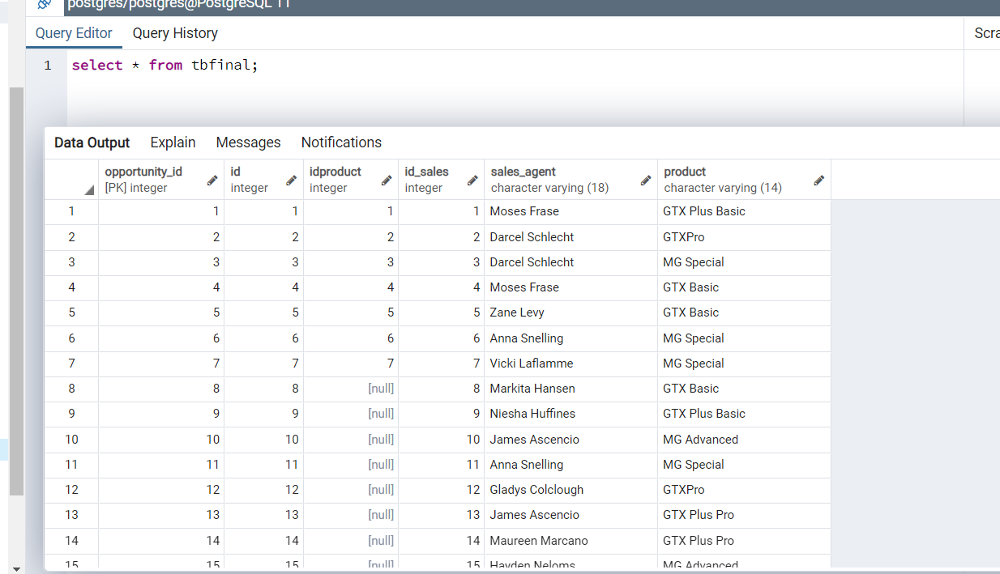 postgres/postgres@PostgreSQL 11
Query Editor Query History
Scra
1 select * from tbfinal;
Data Output Explain Messages Notifications
opportunity_id id idproduct id_sales sales_agent product
[PK] integer integer integer integer character varying (18) character varying (14)
1 1 1 1 1 Moses Frase GTX Plus Basic
2 2 2 2 2 Darcel Schlecht GTXPro
3 3 3 3 3 Darcel Schlecht MG Special
4 4 4 4 4 Moses Frase GTX Basic
5 5 5 5 5 Zane Levy GTX Basic
6 6 6 6 6 Anna Snelling MG Special
7 7 7 7 7 Vicki Laflamme MG Special
8 8 8 [null] 8 Markita Hansen GTX Basic
9 9 9 [null] 9 Niesha Huffines GTX Plus Basic
10 10 10 [null] 10 James Ascencio MG Advanced
11 11 11 [null] 11 Anna Snelling MG Special
12 12 12 [null] 12 Gladys Colclough GTXPro
13 13 13 [null] 13 James Ascencio GTX Plus Pro
14 14 14 [null] 14 Maureen Marcano GTX Plus Pro
15 15 15 [null] 15 Hayden Neloms MG Advanced